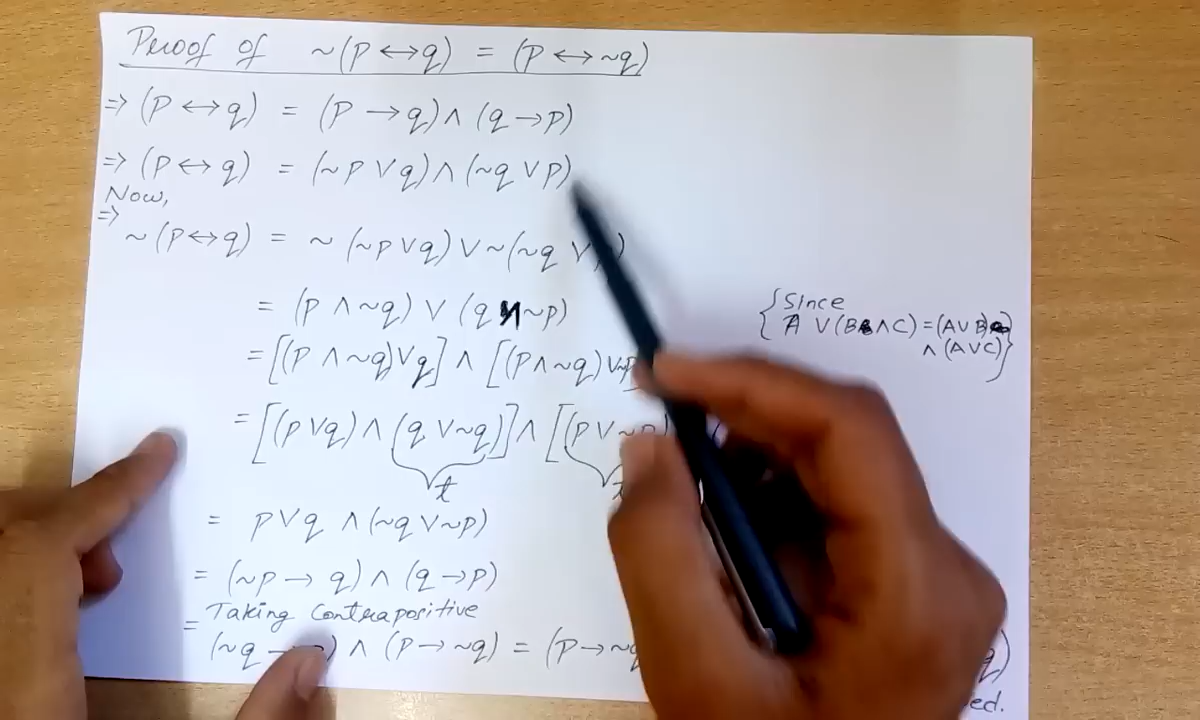 Proof of ~(p ↔ q) = (p ↔ ~q)
⇒ (p ↔ q) = (p → q) ∧ (q → p)
⇒ (p ↔ q) = (~p ∨ q) ∧ (~q ∨ p)
Now,
⇒ ~(p ↔ q) = ~(~p ∨ q) ∨ ~(~q ∨ p)
= (p ∧ ~q) ∨ (q ∧ ~p)
{Since
A ∨ (B ∧ C) = (A ∨ B)
∧ (A ∨ C)}
= [(p ∧ ~q) ∨ q] ∧ [(p ∧ ~q) ∨ ~p]
= [(p ∨ q) ∧ (q ∨ ~q)] ∧ [(p ∨ ~p)
t t
= p ∨ q ∧ (~q ∨ ~p)
= (~p → q) ∧ (q → p)
= Taking Contrapositive
(~q → ) ∧ (p → ~q) = (p → ~q q)
ed.